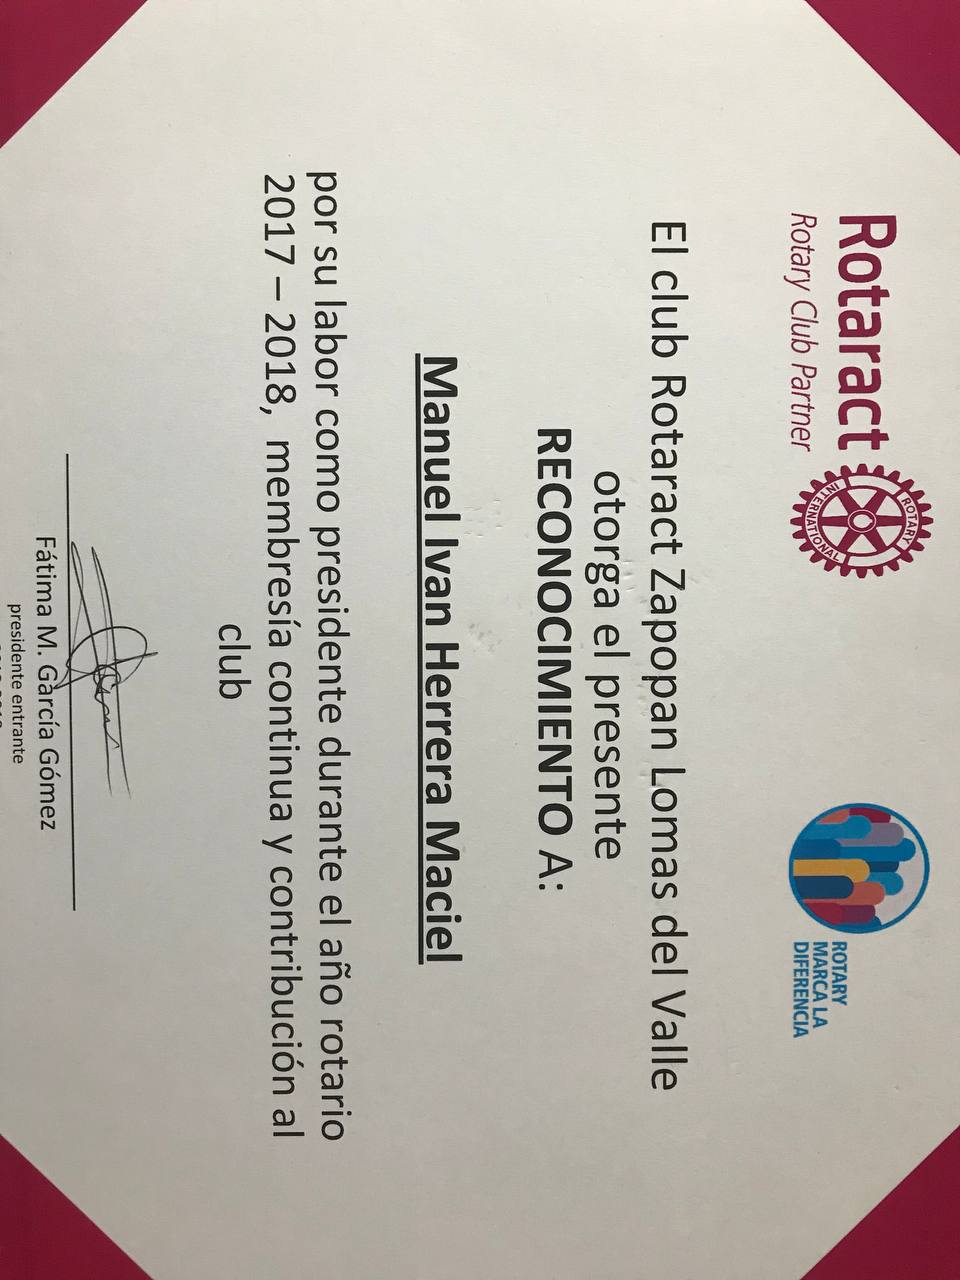 Rotaract
Rotary Club Partner
ROTARY
INTERNATIONAL
ROTARY
MARCA LA
DIFERENCIA
El club Rotaract Zapopan Lomas del Valle
otorga el presente
RECONOCIMIENTO A:
Manuel Ivan Herrera Maciel
por su labor como presidente durante el año rotario
2017 – 2018, membresía continua y contribución al
club
Fátima M. García Gómez
presidente entrante